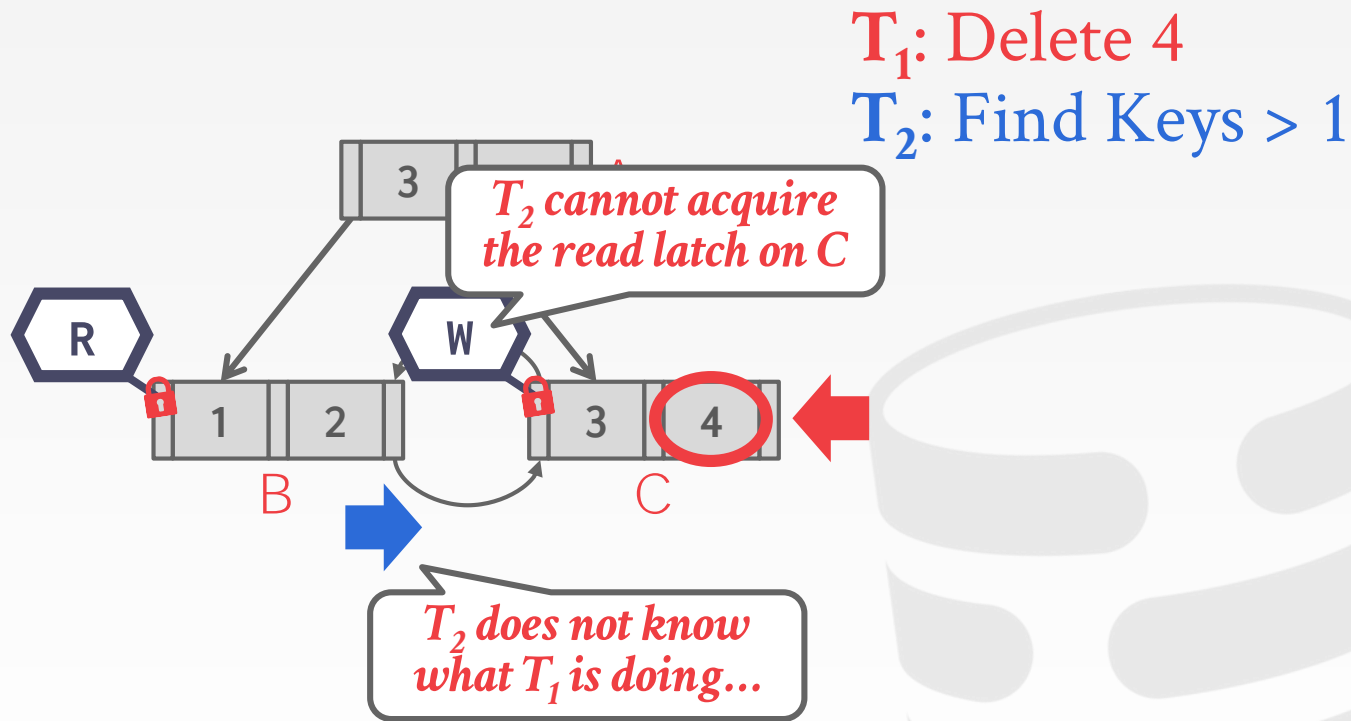 T₁: Delete 4
T₂: Find Keys > 1
3
T₂ cannot acquire
the read latch on C
R
W
1 2
3 4
B
C
T₂ does not know
what T₁ is doing...